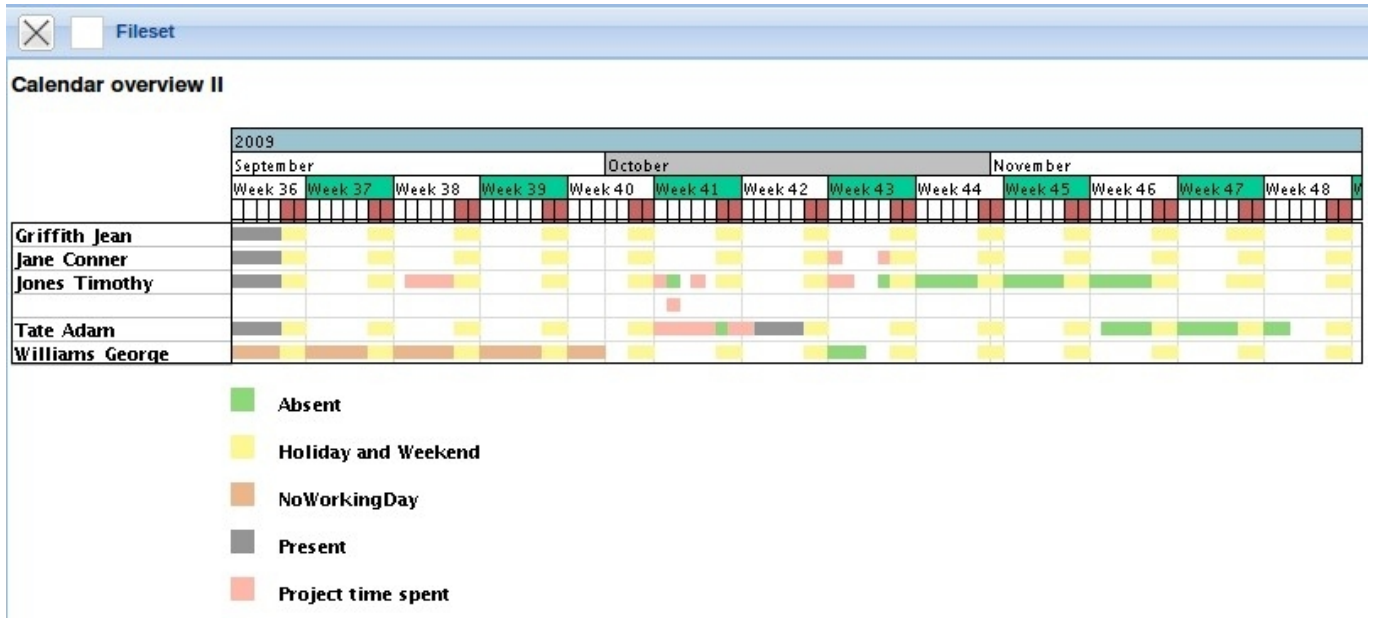 Fileset
Calendar overview II
2009
September October November
Week 36 Week 37 Week 38 Week 39 Week 40 Week 41 Week 42 Week 43 Week 44 Week 45 Week 46 Week 47 Week 48 W
Griffith Jean
Jane Conner
Jones Timothy
Tate Adam
Williams George
Absent
Holiday and Weekend
NoWorkingDay
Present
Project time spent